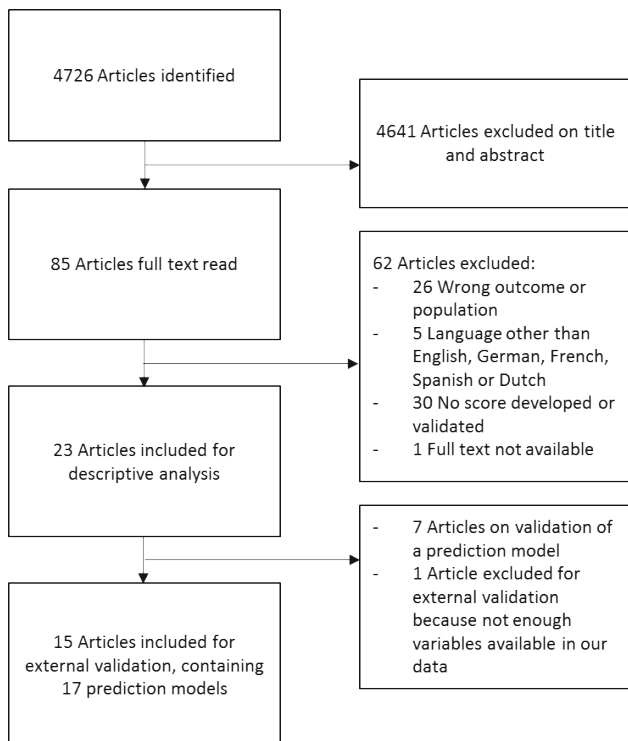 4726 Articles identified
4641 Articles excluded on title
and abstract
85 Articles full text read
62 Articles excluded:
- 26 Wrong outcome or
population
- 5 Language other than
English, German, French,
Spanish or Dutch
- 30 No score developed or
validated
- 1 Full text not available
23 Articles included for
descriptive analysis
- 7 Articles on validation of
a prediction model
- 1 Article excluded for
external validation
because not enough
variables available in our
data
15 Articles included for
external validation, containing
17 prediction models